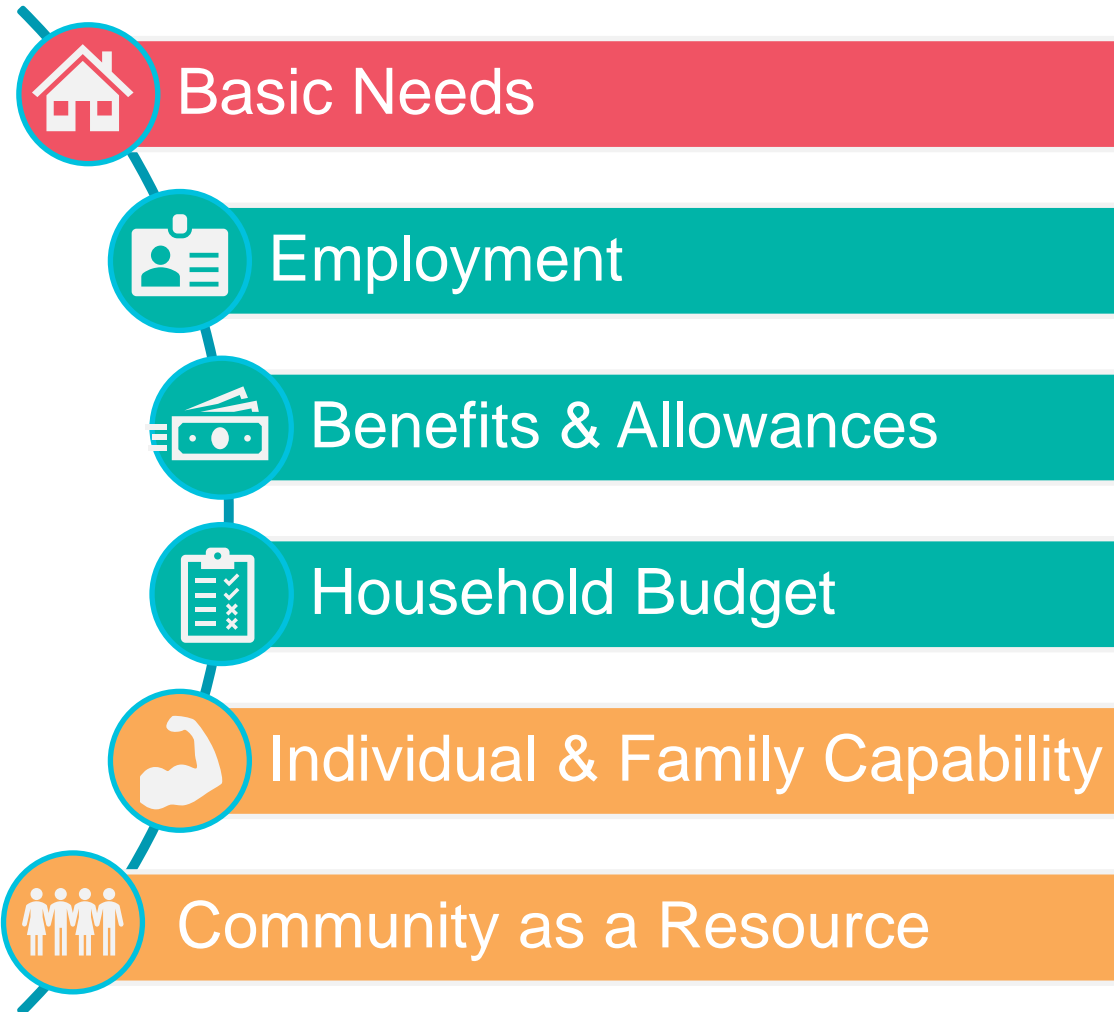 Basic Needs
Employment
Benefits & Allowances
Household Budget
Individual & Family Capability
Community as a Resource